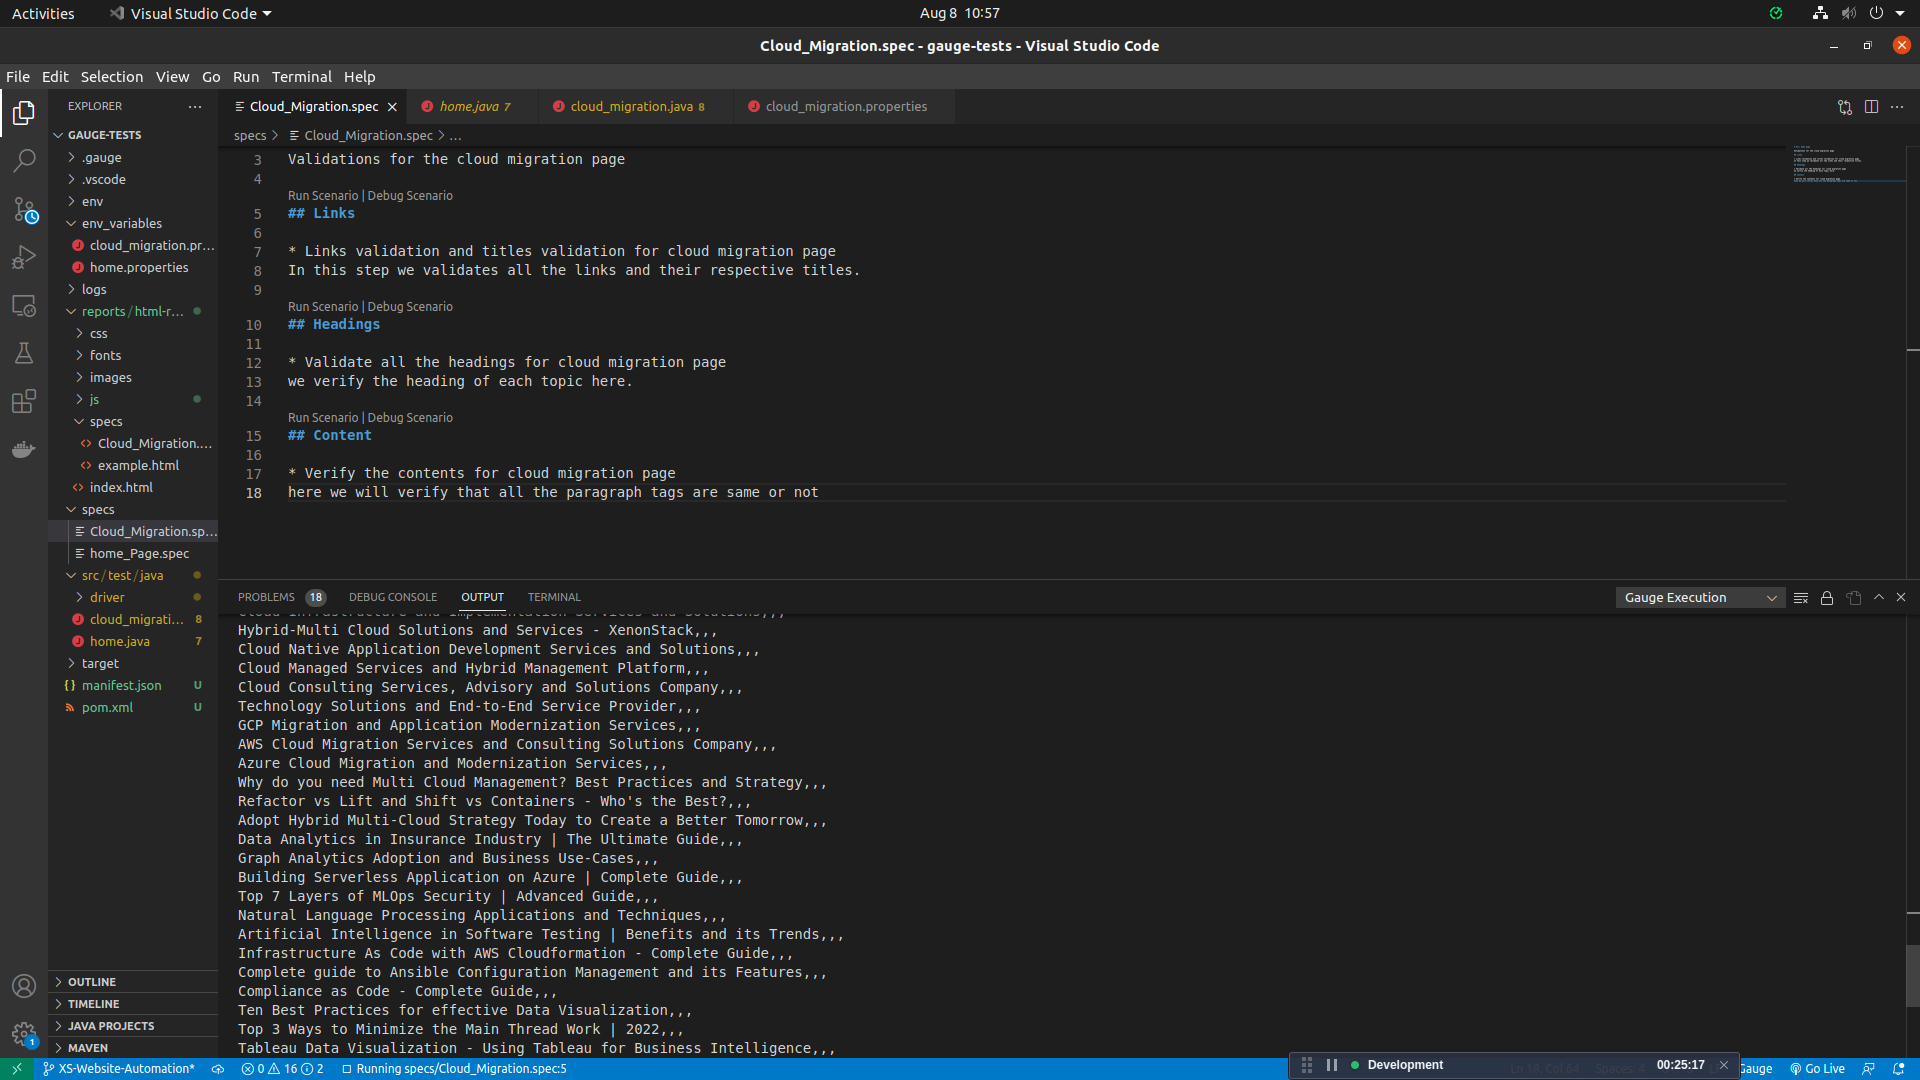 Activities
Visual Studio Code
Aug 8 10:57
Cloud_Migration.spec - gauge-tests - Visual Studio Code
File Edit Selection View Go Run Terminal Help
EXPLORER
GAUGE-TESTS
.gauge
.vscode
env
env_variables
cloud_migration.pr...
home.properties
logs
reports/html-r...
css
fonts
images
js
specs
Cloud_Migration....
example.html
index.html
specs
Cloud_Migration.sp...
home_Page.spec
src/test/java
driver
cloud_migrati... 8
home.java 7
target
manifest.json U
pom.xml U
OUTLINE
TIMELINE
JAVA PROJECTS
MAVEN
Cloud_Migration.spec
home.java 7
cloud_migration.java 8
cloud_migration.properties
specs > Cloud_Migration.spec > ...
3 Validations for the cloud migration page
4
Run Scenario | Debug Scenario
5 ## Links
6
7 * Links validation and titles validation for cloud migration page
8 In this step we validates all the links and their respective titles.
9
Run Scenario | Debug Scenario
10 ## Headings
11
12 * Validate all the headings for cloud migration page
13 we verify the heading of each topic here.
14
Run Scenario | Debug Scenario
15 ## Content
16
17 * Verify the contents for cloud migration page
18 here we will verify that all the paragraph tags are same or not
PROBLEMS 18 DEBUG CONSOLE OUTPUT TERMINAL
Gauge Execution
Cloud Infrastructure and Implementation Services and Solutions,,,
Hybrid-Multi Cloud Solutions and Services - XenonStack,,,
Cloud Native Application Development Services and Solutions,,,
Cloud Managed Services and Hybrid Management Platform,,,
Cloud Consulting Services, Advisory and Solutions Company,,,
Technology Solutions and End-to-End Service Provider,,,
GCP Migration and Application Modernization Services,,,
AWS Cloud Migration Services and Consulting Solutions Company,,,
Azure Cloud Migration and Modernization Services,,,
Why do you need Multi Cloud Management? Best Practices and Strategy,,,
Refactor vs Lift and Shift vs Containers - Who's the Best?,,,
Adopt Hybrid Multi-Cloud Strategy Today to Create a Better Tomorrow,,,
Data Analytics in Insurance Industry | The Ultimate Guide,,,
Graph Analytics Adoption and Business Use-Cases,,,
Building Serverless Application on Azure | Complete Guide,,,
Top 7 Layers of MLOps Security | Advanced Guide,,,
Natural Language Processing Applications and Techniques,,,
Artificial Intelligence in Software Testing | Benefits and its Trends,,,
Infrastructure As Code with AWS Cloudformation - Complete Guide,,,
Complete guide to Ansible Configuration Management and its Features,,,
Compliance as Code - Complete Guide,,,
Ten Best Practices for effective Data Visualization,,,
Top 3 Ways to Minimize the Main Thread Work | 2022,,,
Tableau Data Visualization - Using Tableau for Business Intelligence,,,
1
XS-Website-Automation*
0 16 2
Running specs/Cloud_Migration.spec:5
Development 00:25:17
Gauge
Go Live